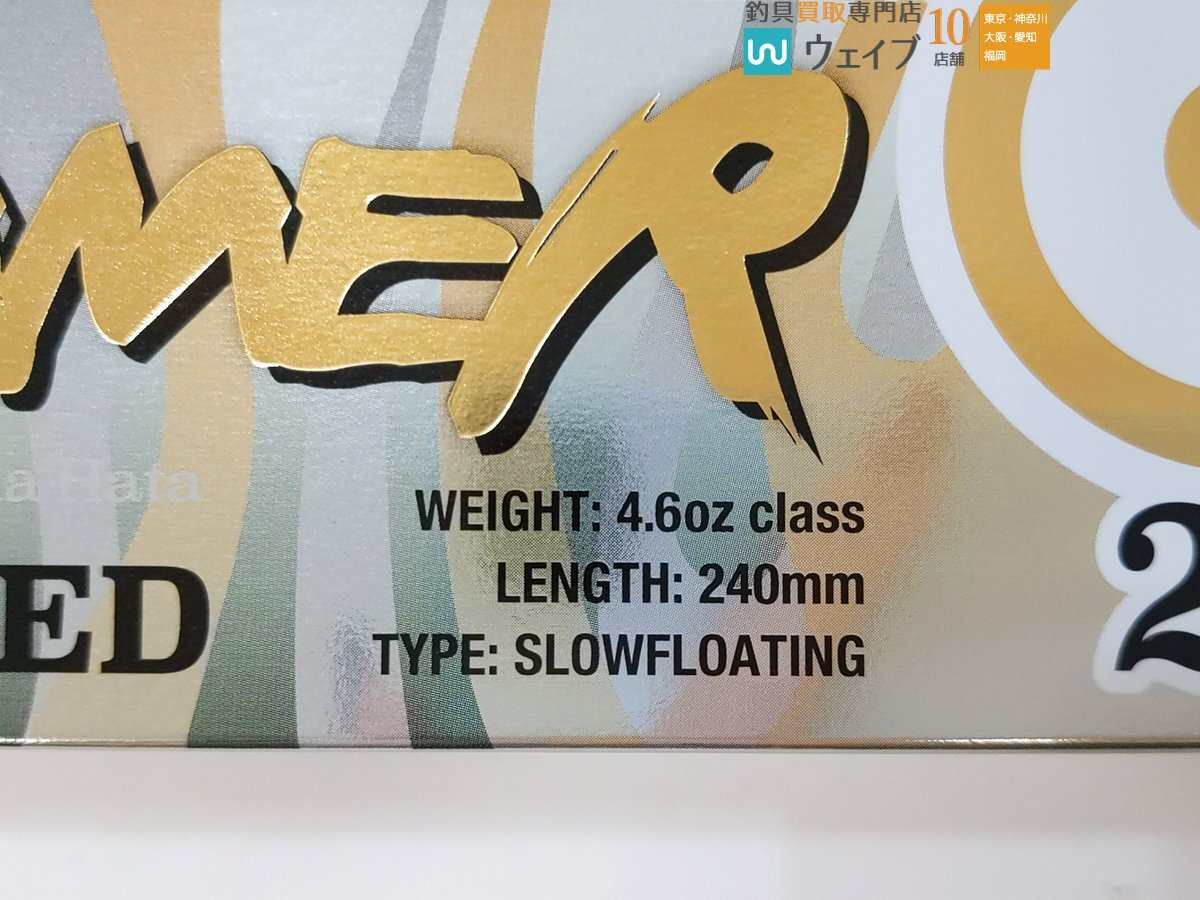 釣具買取専門店
ウェイブ
10
店舗
東京・神奈川
大阪・愛知
福岡
MER
a Hata
WEIGHT: 4.6oz class
ED
LENGTH: 240mm
TYPE: SLOWFLOATING
2